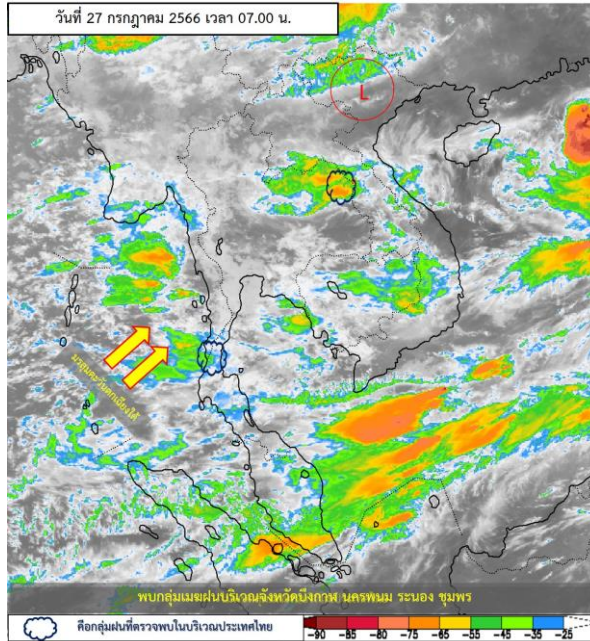 วันที่ 27 กรกฎาคม 2566 เวลา 07.00 น.
L
มรสุมตะวันตกเฉียงใต้
พบกลุ่มเมฆฝนบริเวณจังหวัดบึงกาฬ นครพนม ระนอง ชุมพร
คือกลุ่มฝนที่ตรวจพบในบริเวณประเทศไทย
-90 -85 -80 -75 -65 -55 -45 -35 -25